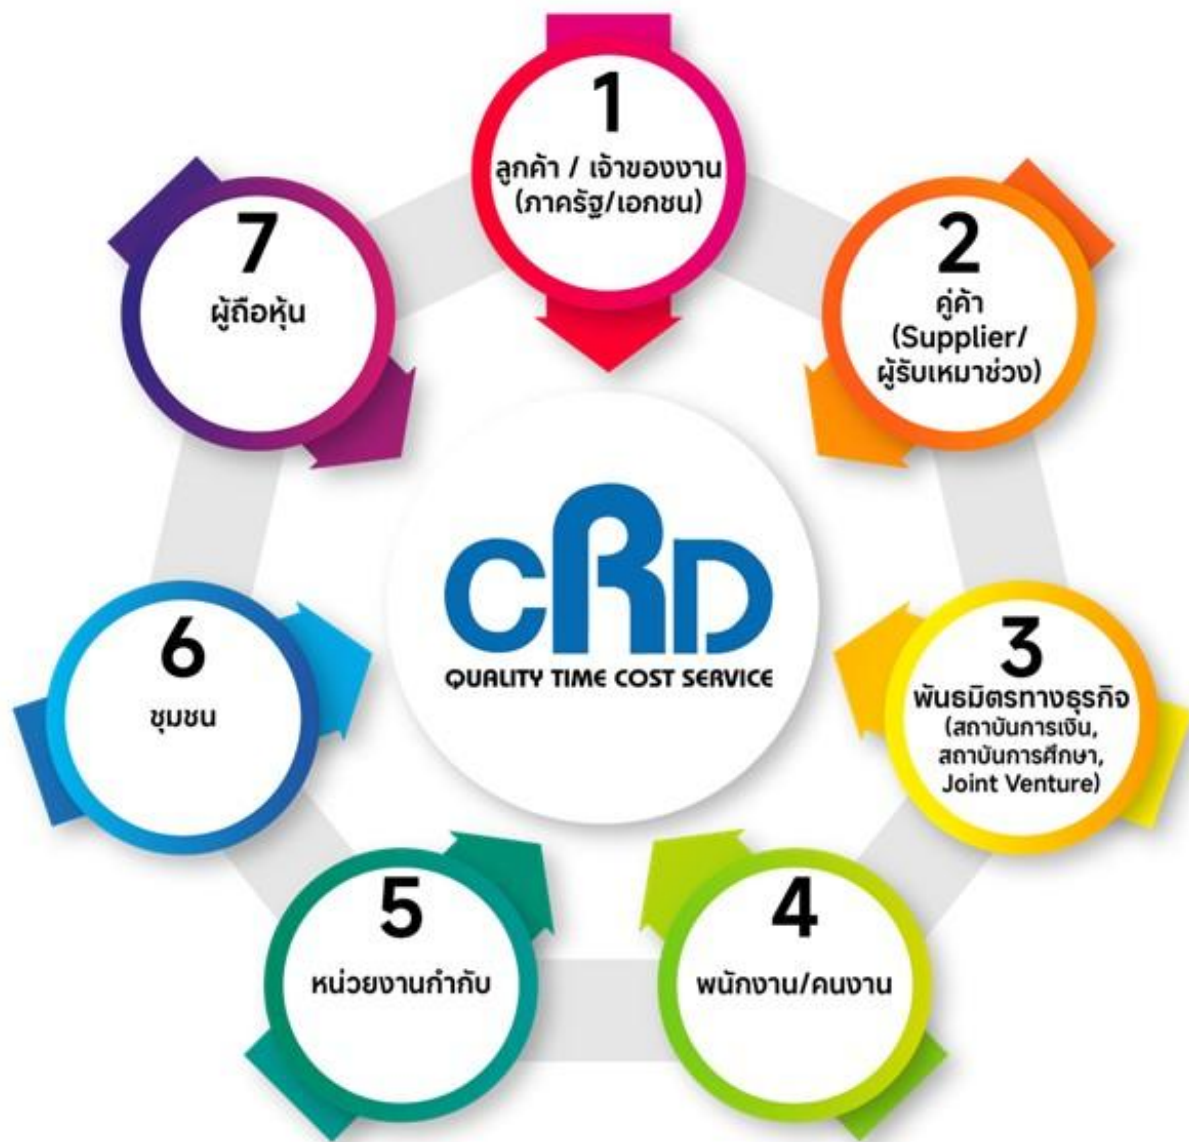 1
ลูกค้า / เจ้าของงาน
(ภาครัฐ/เอกชน)
2
คู่ค้า
(Supplier/
ผู้รับเหมาช่วง)
3
พันธมิตรทางธุรกิจ
(สถาบันการเงิน,
สถาบันการศึกษา,
Joint Venture)
4
พนักงาน/คนงาน
5
หน่วยงานกำกับ
6
ชุมชน
7
ผู้ถือหุ้น
CRD
QUALITY TIME COST SERVICE